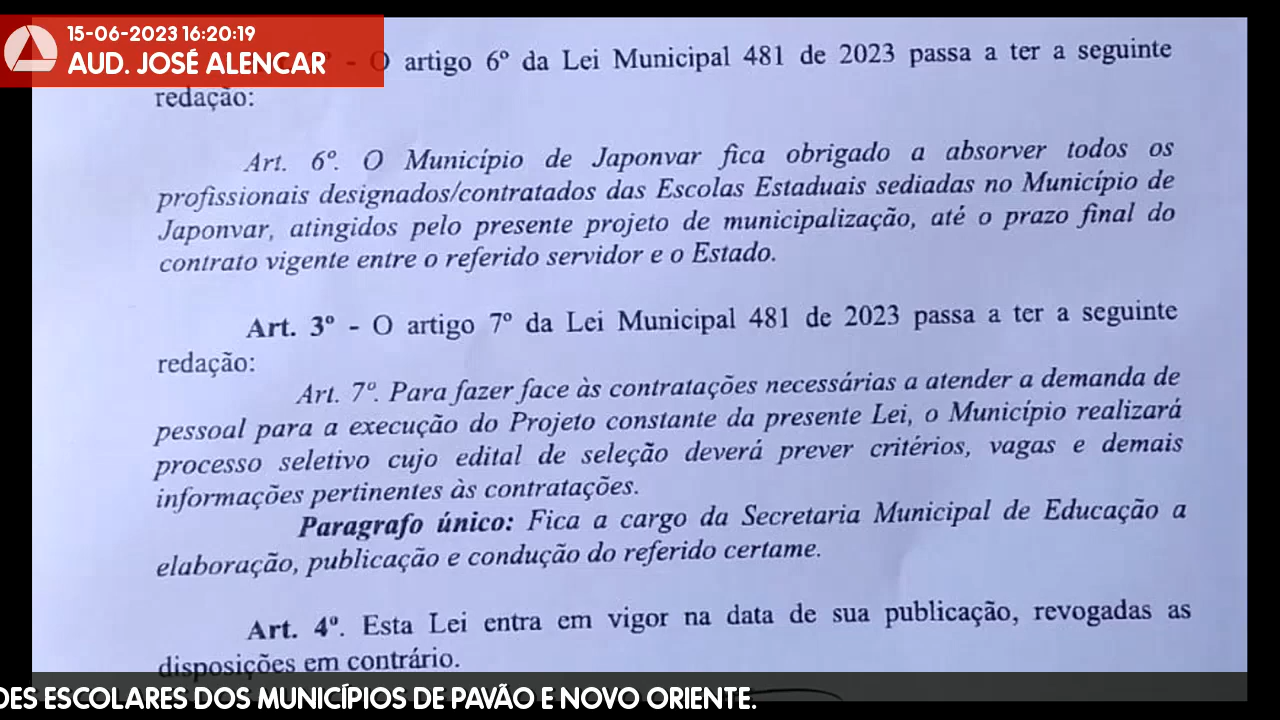 15-06-2023 16:20:19
AUD. JOSÉ ALENCAR
º - O artigo 6º da Lei Municipal 481 de 2023 passa a ter a seguinte
redação:
Art. 6º. O Município de Japonvar fica obrigado a absorver todos os
profissionais designados/contratados das Escolas Estaduais sediadas no Município de
Japonvar, atingidos pelo presente projeto de municipalização, até o prazo final do
contrato vigente entre o referido servidor e o Estado.
Art. 3º - O artigo 7º da Lei Municipal 481 de 2023 passa a ter a seguinte
redação:
Art. 7º. Para fazer face às contratações necessárias a atender a demanda de
pessoal para a execução do Projeto constante da presente Lei, o Município realizará
processo seletivo cujo edital de seleção deverá prever critérios, vagas e demais
informações pertinentes às contratações.
Paragrafo único: Fica a cargo da Secretaria Municipal de Educação a
elaboração, publicação e condução do referido certame.
Art. 4º. Esta Lei entra em vigor na data de sua publicação, revogadas as
disposições em contrário.
DES ESCOLARES DOS MUNICÍPIOS DE PAVÃO E NOVO ORIENTE.